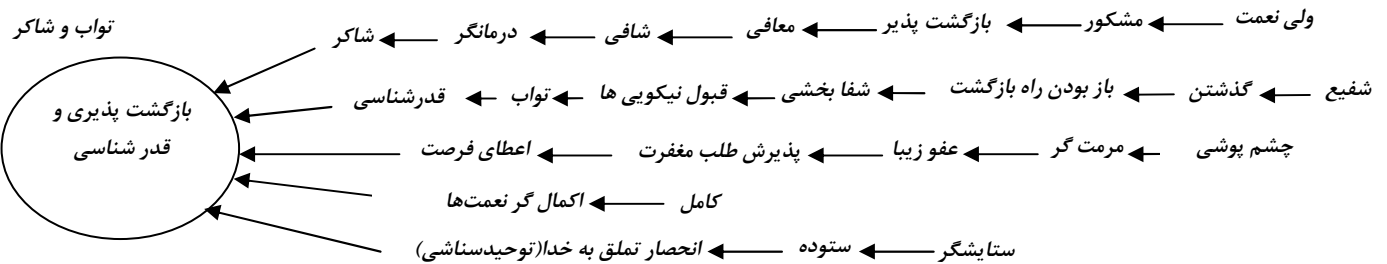 تواب و شاکر
ولی نعمت مشکور بازگشت پذیر معافی شافی درمانگر شاکر
شفیع گذشتن باز بودن راه بازگشت شفا بخشی قبول نیکویی ها تواب قدرشناسی
بازگشت پذیری و
قدر شناسی
چشم پوشی مرمت گر عفو زیبا پذیرش طلب مغفرت اعطای فرصت
کامل اکمال گر نعمت‌ها
ستایشگر ستوده انحصار تملق به خدا(توحیدسناشی)